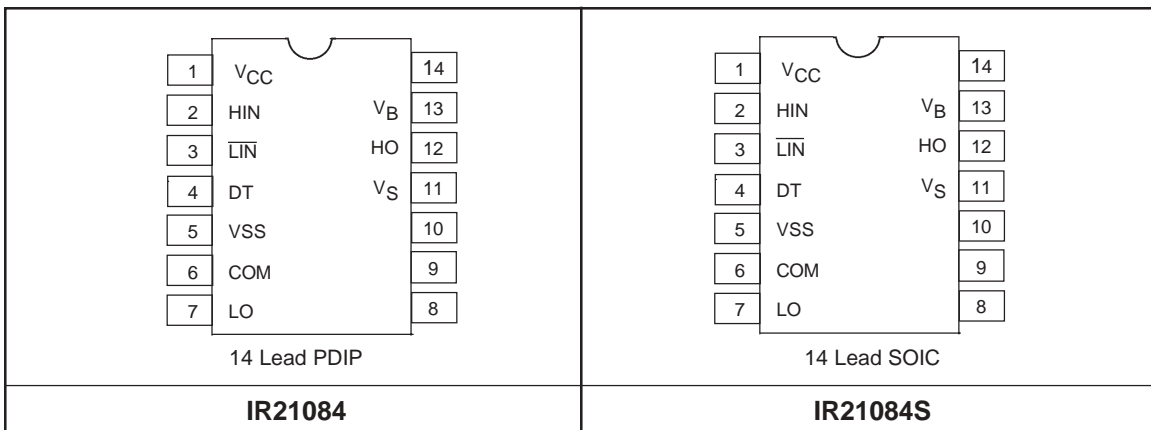 1 VCC 14
2 HIN VB 13
3 LIN HO 12
4 DT VS 11
5 VSS 10
6 COM 9
7 LO 8
14 Lead PDIP
IR21084
1 VCC 14
2 HIN VB 13
3 LIN HO 12
4 DT VS 11
5 VSS 10
6 COM 9
7 LO 8
14 Lead SOIC
IR21084S